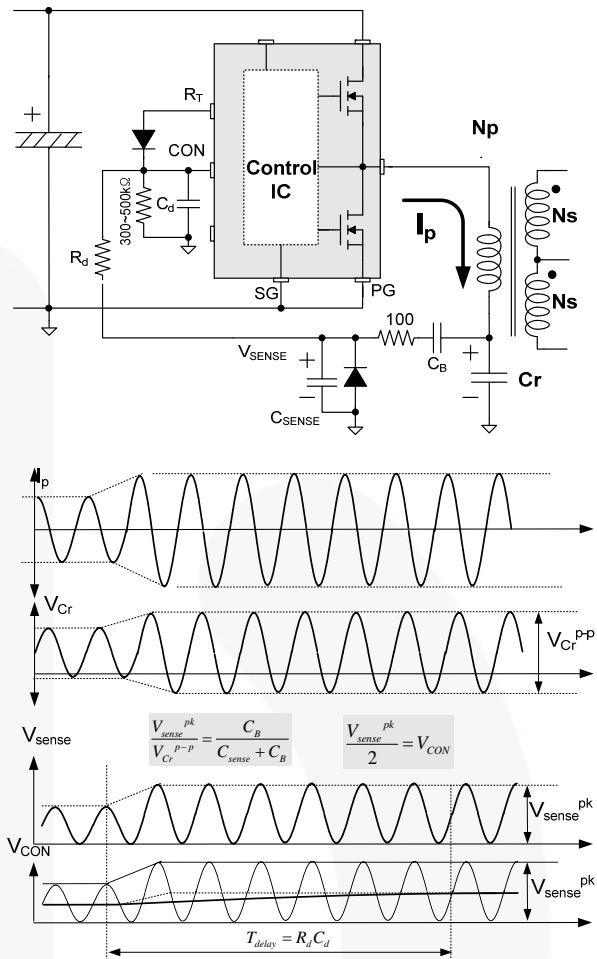 R_T
Np
CON
Control
IC
300~500kΩ
C_d
Ns
I_p
R_d
Ns
SG
PG
100
V_SENSE
C_B
Cr
C_SENSE
I_p
V_Cr
V_Cr^p-p
V_sense
V_sense^pk / V_Cr^p-p = C_B / (C_sense + C_B)
V_sense^pk / 2 = V_CON
V_sense^pk
V_CON
V_sense^pk
T_delay = R_d C_d